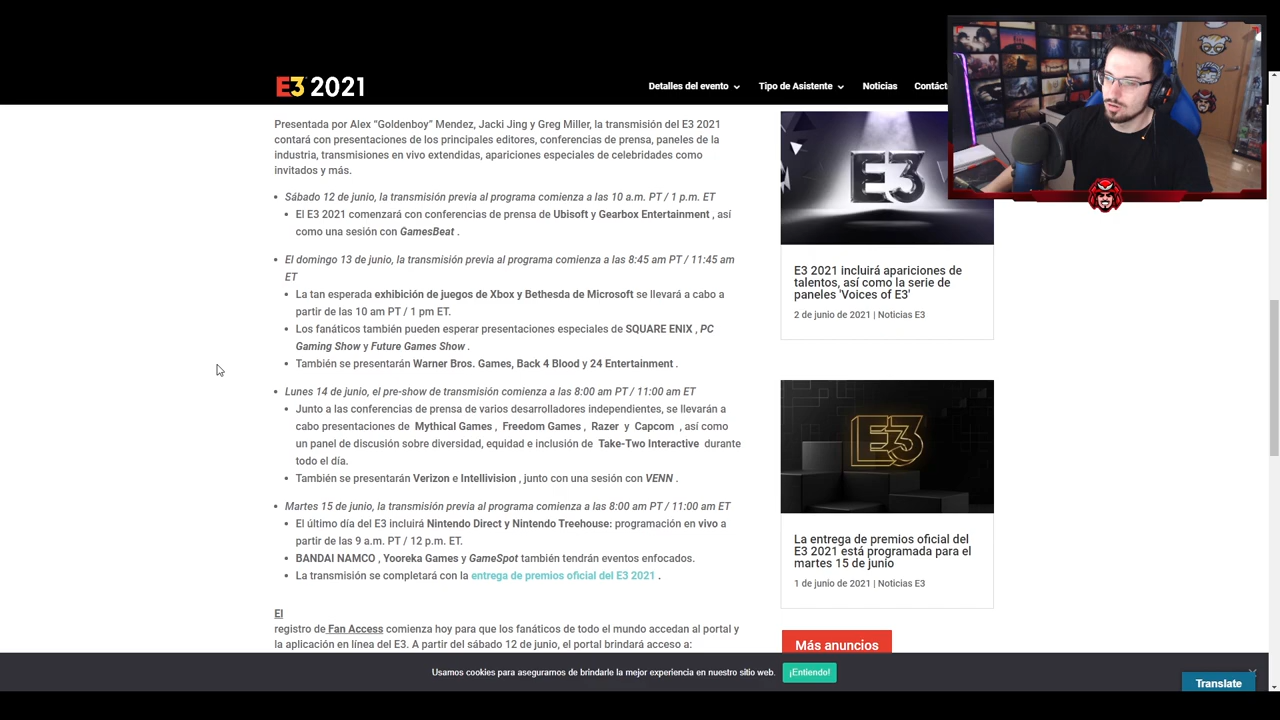 E3 2021
Detalles del evento
Tipo de Asistente
Noticias
Contácte
Presentada por Alex “Goldenboy” Mendez, Jacki Jing y Greg Miller, la transmisión del E3 2021
contará con presentaciones de los principales editores, conferencias de prensa, paneles de la
industria, transmisiones en vivo extendidas, apariciones especiales de celebridades como
invitados y más.
Sábado 12 de junio, la transmisión previa al programa comienza a las 10 a.m. PT / 1 p.m. ET
El E3 2021 comenzará con conferencias de prensa de Ubisoft y Gearbox Entertainment , así
como una sesión con GamesBeat .
El domingo 13 de junio, la transmisión previa al programa comienza a las 8:45 am PT / 11:45 am
ET
La tan esperada exhibición de juegos de Xbox y Bethesda de Microsoft se llevará a cabo a
partir de las 10 am PT / 1 pm ET.
Los fanáticos también pueden esperar presentaciones especiales de SQUARE ENIX , PC
Gaming Show y Future Games Show .
También se presentarán Warner Bros. Games, Back 4 Blood y 24 Entertainment .
Lunes 14 de junio, el pre-show de transmisión comienza a las 8:00 am PT / 11:00 am ET
Junto a las conferencias de prensa de varios desarrolladores independientes, se llevarán a
cabo presentaciones de Mythical Games , Freedom Games , Razer y Capcom , así como
un panel de discusión sobre diversidad, equidad e inclusión de Take-Two Interactive durante
todo el día.
También se presentarán Verizon e Intellivision , junto con una sesión con VENN .
Martes 15 de junio, la transmisión previa al programa comienza a las 8:00 am PT / 11:00 am ET
El último día del E3 incluirá Nintendo Direct y Nintendo Treehouse: programación en vivo a
partir de las 9 a.m. PT / 12 p.m. ET.
BANDAI NAMCO , Yooreka Games y GameSpot también tendrán eventos enfocados.
La transmisión se completará con la entrega de premios oficial del E3 2021 .
El
registro de Fan Access comienza hoy para que los fanáticos de todo el mundo accedan al portal y
la aplicación en línea del E3. A partir del sábado 12 de junio, el portal brindará acceso a:
E3
E3 2021 incluirá apariciones de
talentos, así como la serie de
paneles 'Voices of E3'
2 de junio de 2021 | Noticias E3
E3
La entrega de premios oficial del
E3 2021 está programada para el
martes 15 de junio
1 de junio de 2021 | Noticias E3
Más anuncios
Usamos cookies para asegurarnos de brindarle la mejor experiencia en nuestro sitio web.
¡Entiendo!
Translate